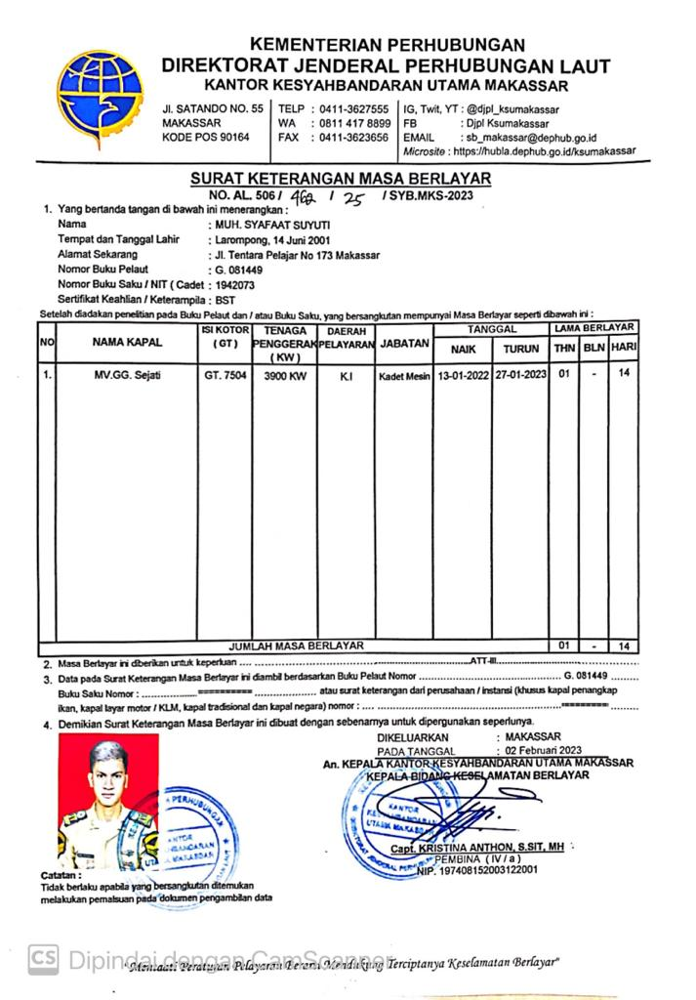 KEMENTERIAN PERHUBUNGAN
DIREKTORAT JENDERAL PERHUBUNGAN LAUT
KANTOR KESYAHBANDARAN UTAMA MAKASSAR
Jl. SATANDO NO. 55 TELP : 0411-3627555 IG, Twit, YT : @djpl_ksumakassar
MAKASSAR WA : 0811 417 8899 FB : Djpl Ksumakassar
KODE POS 90164 FAX : 0411-3623656 EMAIL : sb_makassar@dephub.go.id
Microsite : https://hubla.dephub.go.id/ksumakassar
SURAT KETERANGAN MASA BERLAYAR
NO. AL. 506 / 462 / 25 / SYB.MKS-2023
1. Yang bertanda tangan di bawah ini menerangkan :
Nama : MUH. SYAFAAT SUYUTI
Tempat dan Tanggal Lahir : Larompong, 14 Juni 2001
Alamat Sekarang : Jl. Tentara Pelajar No 173 Makassar
Nomor Buku Pelaut : G. 081449
Nomor Buku Saku / NIT ( Cadet : 1942073
Sertifikat Keahlian / Keterampila : BST
Setelah diadakan penelitian pada Buku Pelaut dan / atau Buku Saku, yang bersangkutan mempunyai Masa Berlayar seperti dibawah ini :
NO NAMA KAPAL ISI KOTOR ( GT ) TENAGA PENGGERAK ( KW ) DAERAH PELAYARAN JABATAN TANGGAL LAMA BERLAYAR
NAIK TURUN THN BLN HARI
1. MV.GG. Sejati GT. 7504 3900 KW K.I Kadet Mesin 13-01-2022 27-01-2023 01 - 14
JUMLAH MASA BERLAYAR 01 - 14
2. Masa Berlayar ini diberikan untuk keperluan .... ........ATT-III........
3. Data pada Surat Keterangan Masa Berlayar ini diambil berdasarkan Buku Pelaut Nomor ........ G. 081449 ........
Buku Saku Nomor : ........========== ........ atau surat keterangan dari perusahaan / instansi (khusus kapal penangkap
ikan, kapal layar motor / KLM, kapal tradisional dan kapal negara) nomor : .... ........=========........
4. Demikian Surat Keterangan Masa Berlayar ini dibuat dengan sebenarnya untuk dipergunakan seperlunya.
DIKELUARKAN : MAKASSAR
PADA TANGGAL : 02 Februari 2023
An. KEPALA KANTOR KESYAHBANDARAN UTAMA MAKASSAR
KEPALA BIDANG KESELAMATAN BERLAYAR
KANTOR
UTAMA MAKASSAR
Capt. KRISTINA ANTHON, S.SIT, MH
PEMBINA ( IV / a )
NIP. 197408152003122001
PERHUBUNGAN
KANTOR
Catatan :
Tidak berlaku apabila yang bersangkutan ditemukan
melakukan pemalsuan pada dokumen pengambilan data
CS Dipindai dengan CamScanner
"Mentaati Peraturan Pelayaran Berarti Mendukung Terciptanya Keselamatan Berlayar"